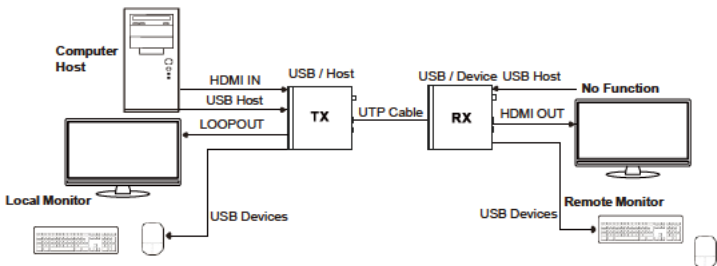 Computer
Host
HDMI IN
USB Host
LOOPOUT
USB / Host
TX
UTP Cable
USB / Device
RX
USB Host
No Function
HDMI OUT
Local Monitor
USB Devices
Remote Monitor
USB Devices